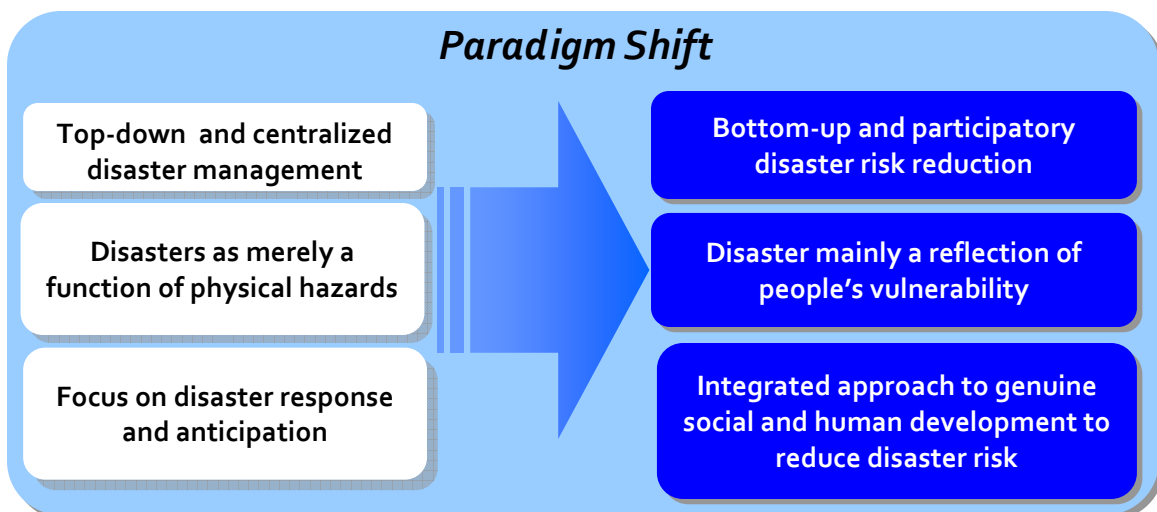 Paradigm Shift
Top-down and centralized
disaster management
Bottom-up and participatory
disaster risk reduction
Disasters as merely a
function of physical hazards
Disaster mainly a reflection of
people’s vulnerability
Focus on disaster response
and anticipation
Integrated approach to genuine
social and human development to
reduce disaster risk